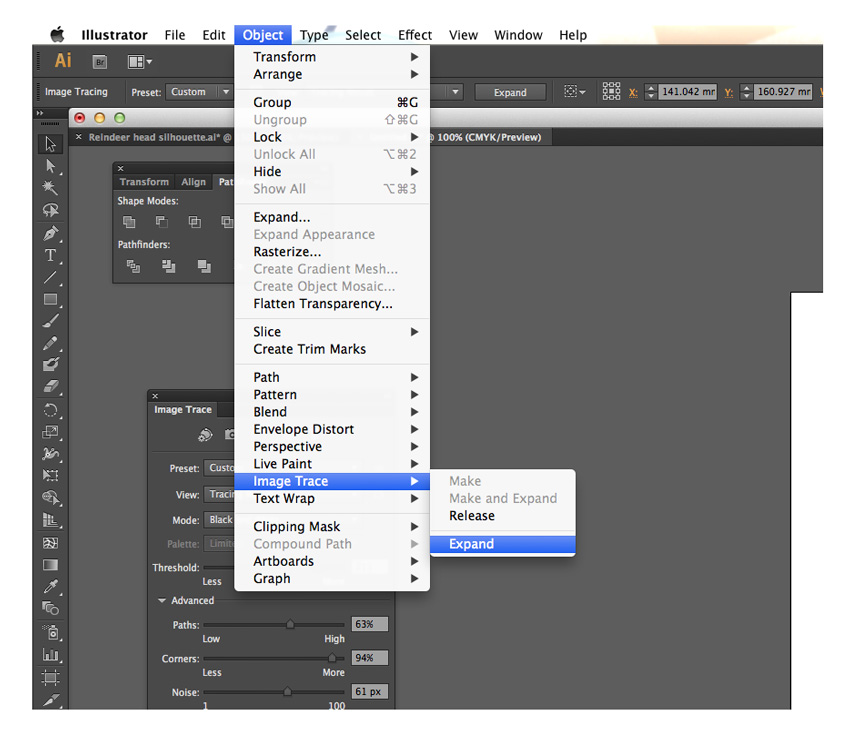 Illustrator File Edit Object Type Select Effect View Window Help
Ai Br
Image Tracing Preset: Custom Expand X: 141.042 mr Y: 160.927 mr
× Reindeer head silhouette.ai* @ @ 100% (CMYK/Preview)
Transform
Arrange
Group ⌘G
Ungroup ⇧⌘G
Lock
Unlock All ⌥⌘2
Hide
Show All ⌥⌘3
Expand...
Expand Appearance
Rasterize...
Create Gradient Mesh...
Create Object Mosaic...
Flatten Transparency...
Slice
Create Trim Marks
Path
Pattern
Blend
Envelope Distort
Perspective
Live Paint
Image Trace
Text Wrap
Clipping Mask
Compound Path
Artboards
Graph
Make
Make and Expand
Release
Expand
Transform Align Pat
Shape Modes:
Pathfinders:
Image Trace
Preset: Custo
View: Tracin
Mode: Black
Palette: Limite
Threshold:
Less
Advanced
Paths: 63%
Low High
Corners: 94%
Less More
Noise: 61 px
1 100